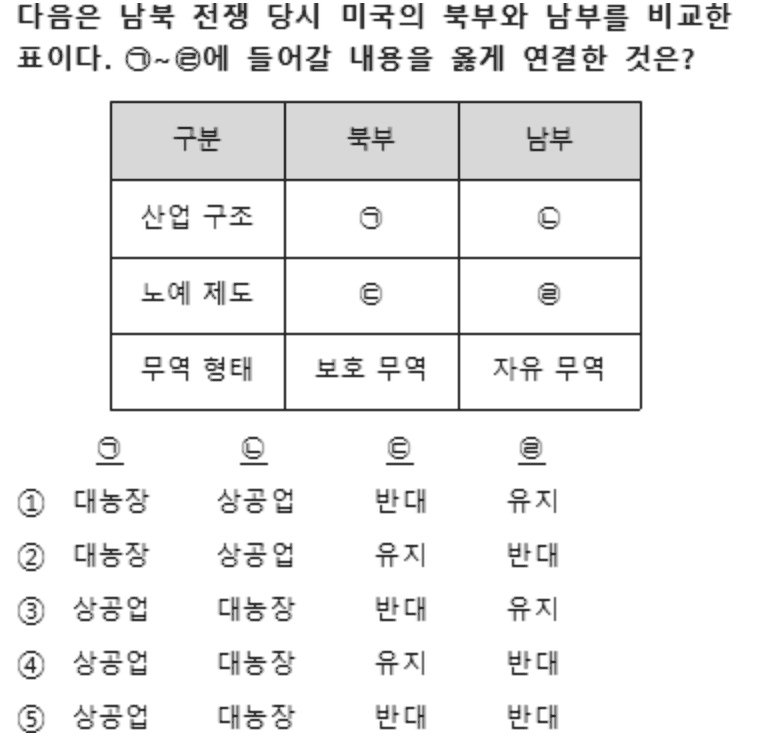 다음은 남북 전쟁 당시 미국의 북부와 남부를 비교한
표이다. ㉠~㉣에 들어갈 내용을 옳게 연결한 것은?
구분 북부 남부
산업 구조 ㉠ ㉡
노예 제도 ㉢ ㉣
무역 형태 보호 무역 자유 무역
㉠ ㉡ ㉢ ㉣
① 대농장 상공업 반대 유지
② 대농장 상공업 유지 반대
③ 상공업 대농장 반대 유지
④ 상공업 대농장 유지 반대
⑤ 상공업 대농장 반대 반대